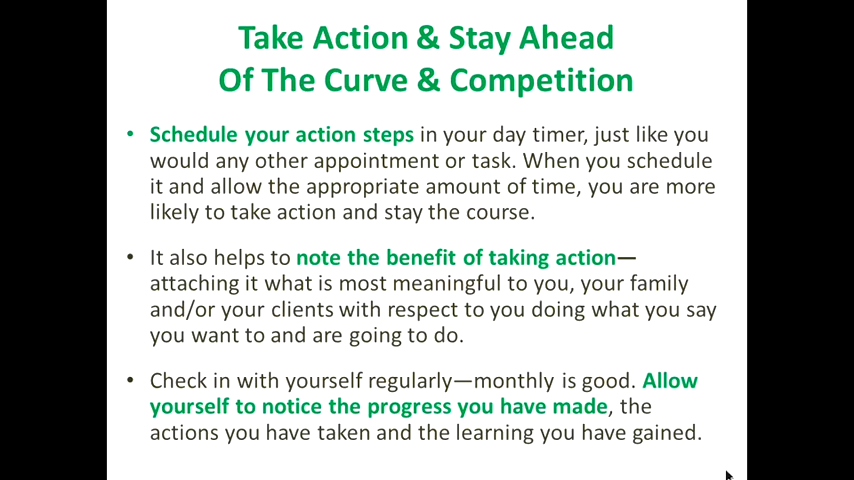 Take Action & Stay Ahead
Of The Curve & Competition
• Schedule your action steps in your day timer, just like you
would any other appointment or task. When you schedule
it and allow the appropriate amount of time, you are more
likely to take action and stay the course.
• It also helps to note the benefit of taking action—
attaching it what is most meaningful to you, your family
and/or your clients with respect to you doing what you say
you want to and are going to do.
• Check in with yourself regularly—monthly is good. Allow
yourself to notice the progress you have made, the
actions you have taken and the learning you have gained.